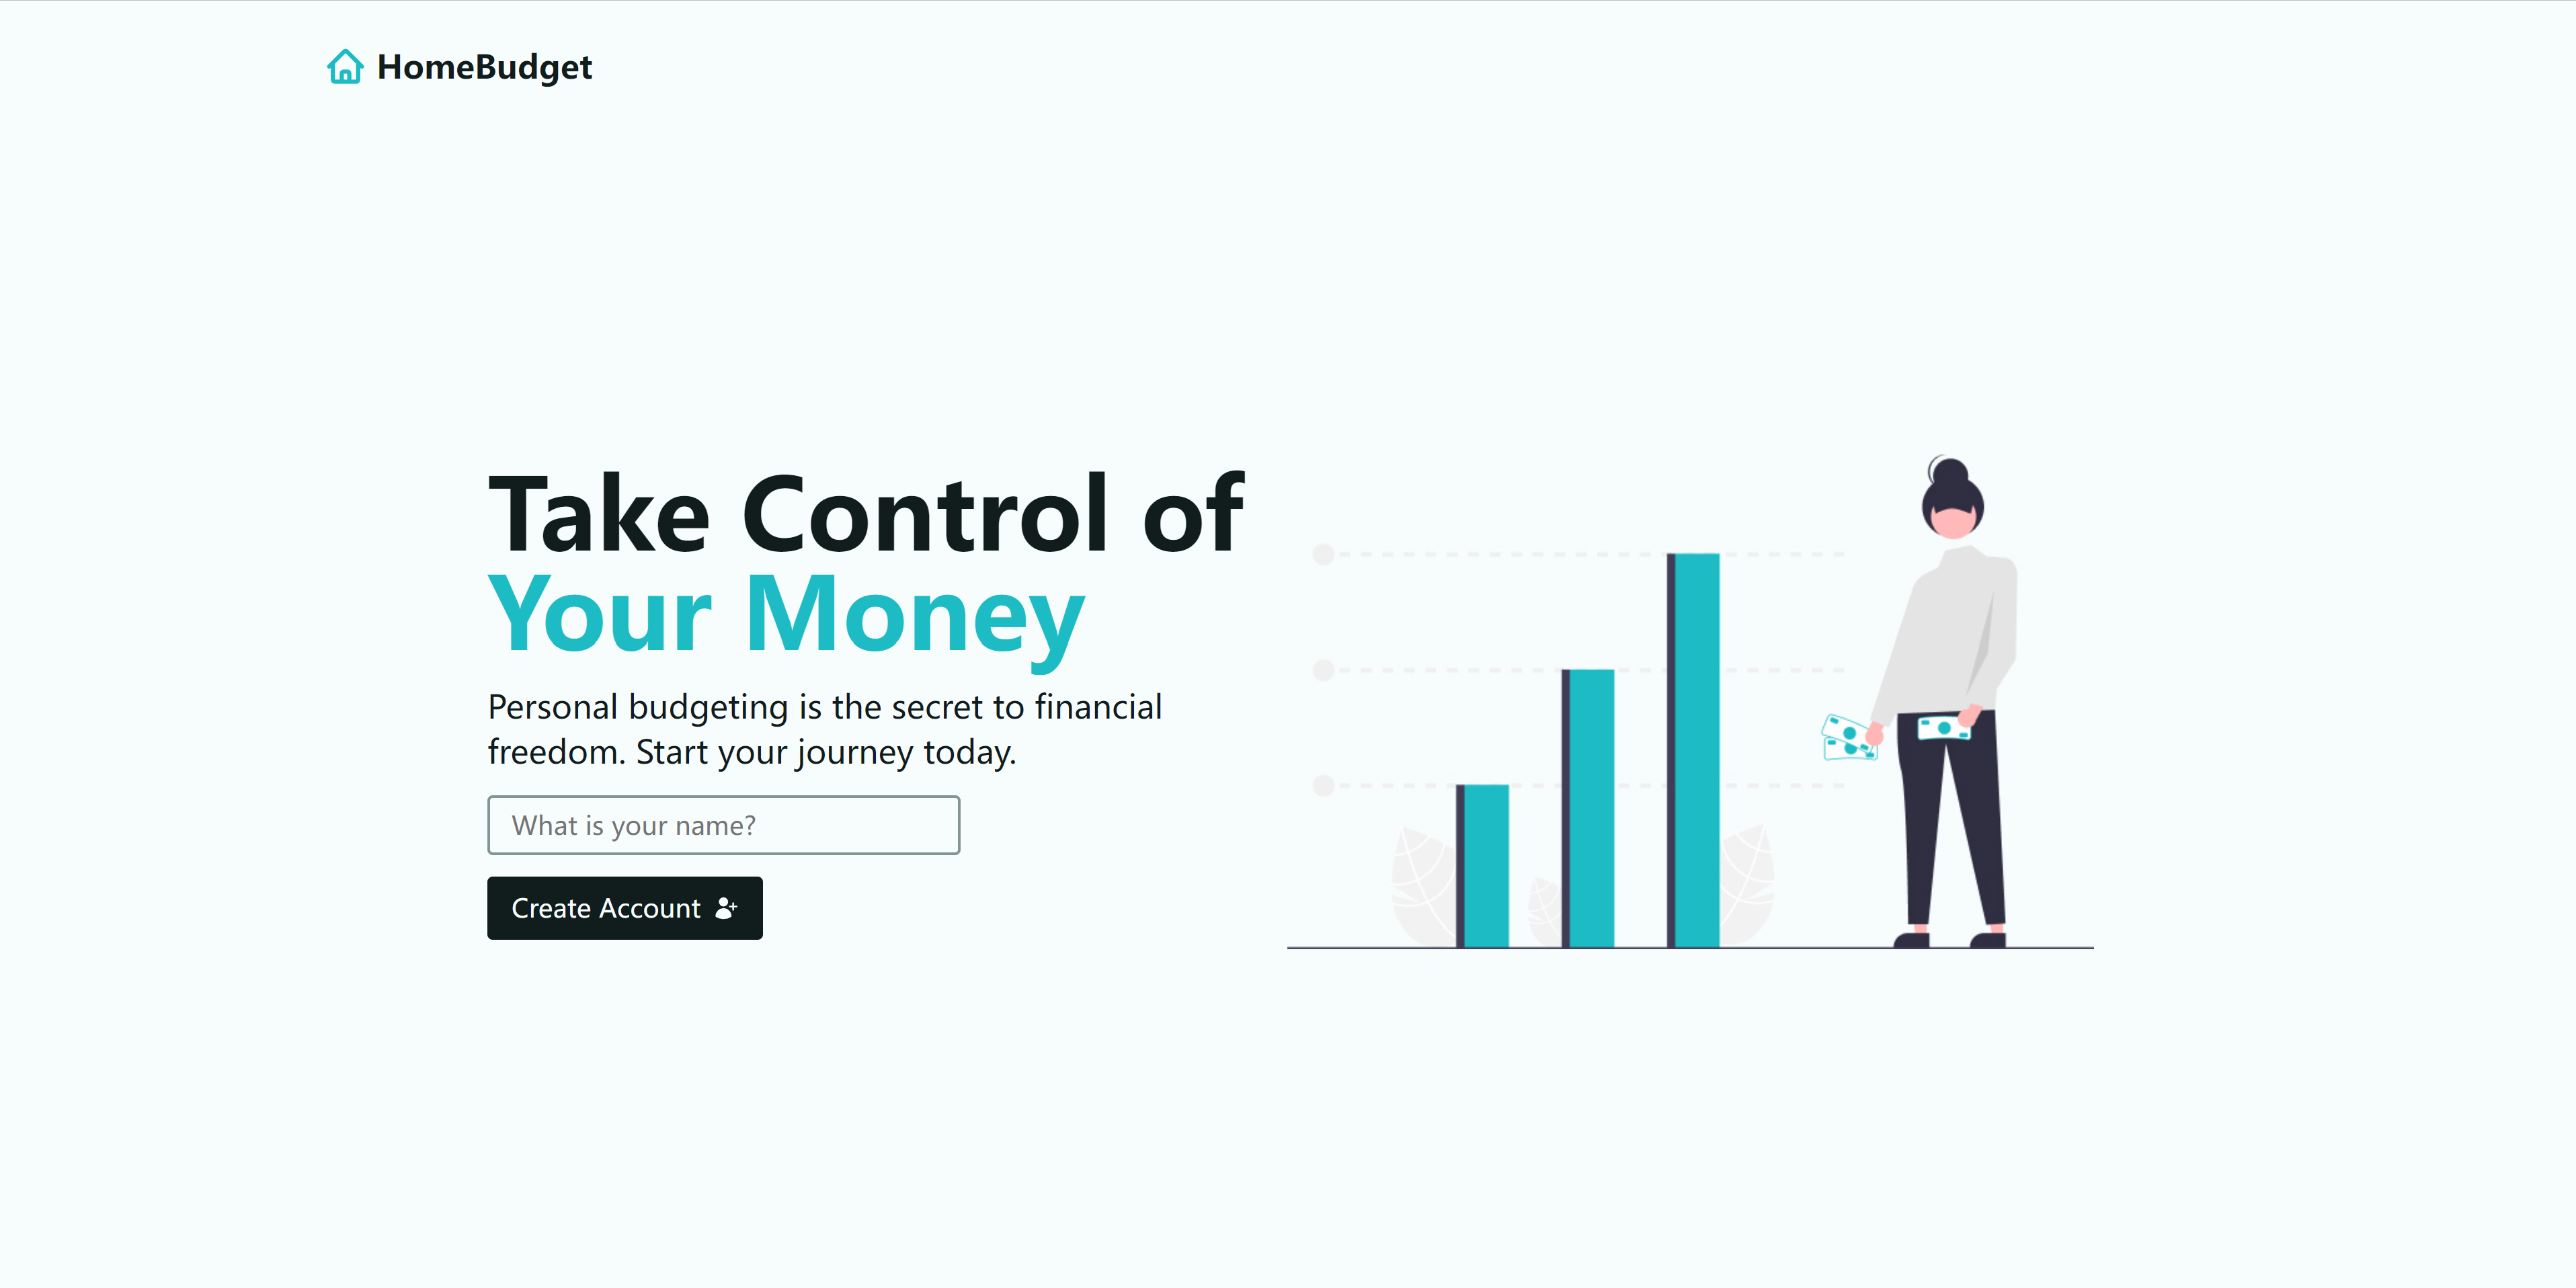 HomeBudget
Take Control of
Your Money
Personal budgeting is the secret to financial
freedom. Start your journey today.
What is your name?
Create Account